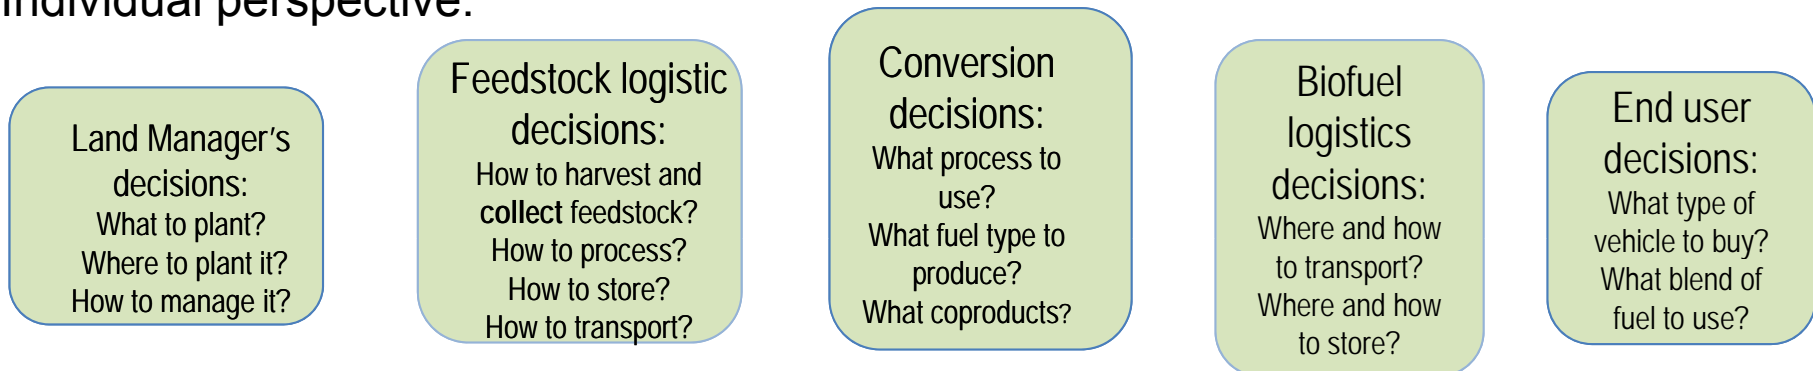 individual perspective:
Land Manager's
decisions:
What to plant?
Where to plant it?
How to manage it?
Feedstock logistic
decisions:
How to harvest and
collect feedstock?
How to process?
How to store?
How to transport?
Conversion
decisions:
What process to
use?
What fuel type to
produce?
What coproducts?
Biofuel
logistics
decisions:
Where and how
to transport?
Where and how
to store?
End user
decisions:
What type of
vehicle to buy?
What blend of
fuel to use?